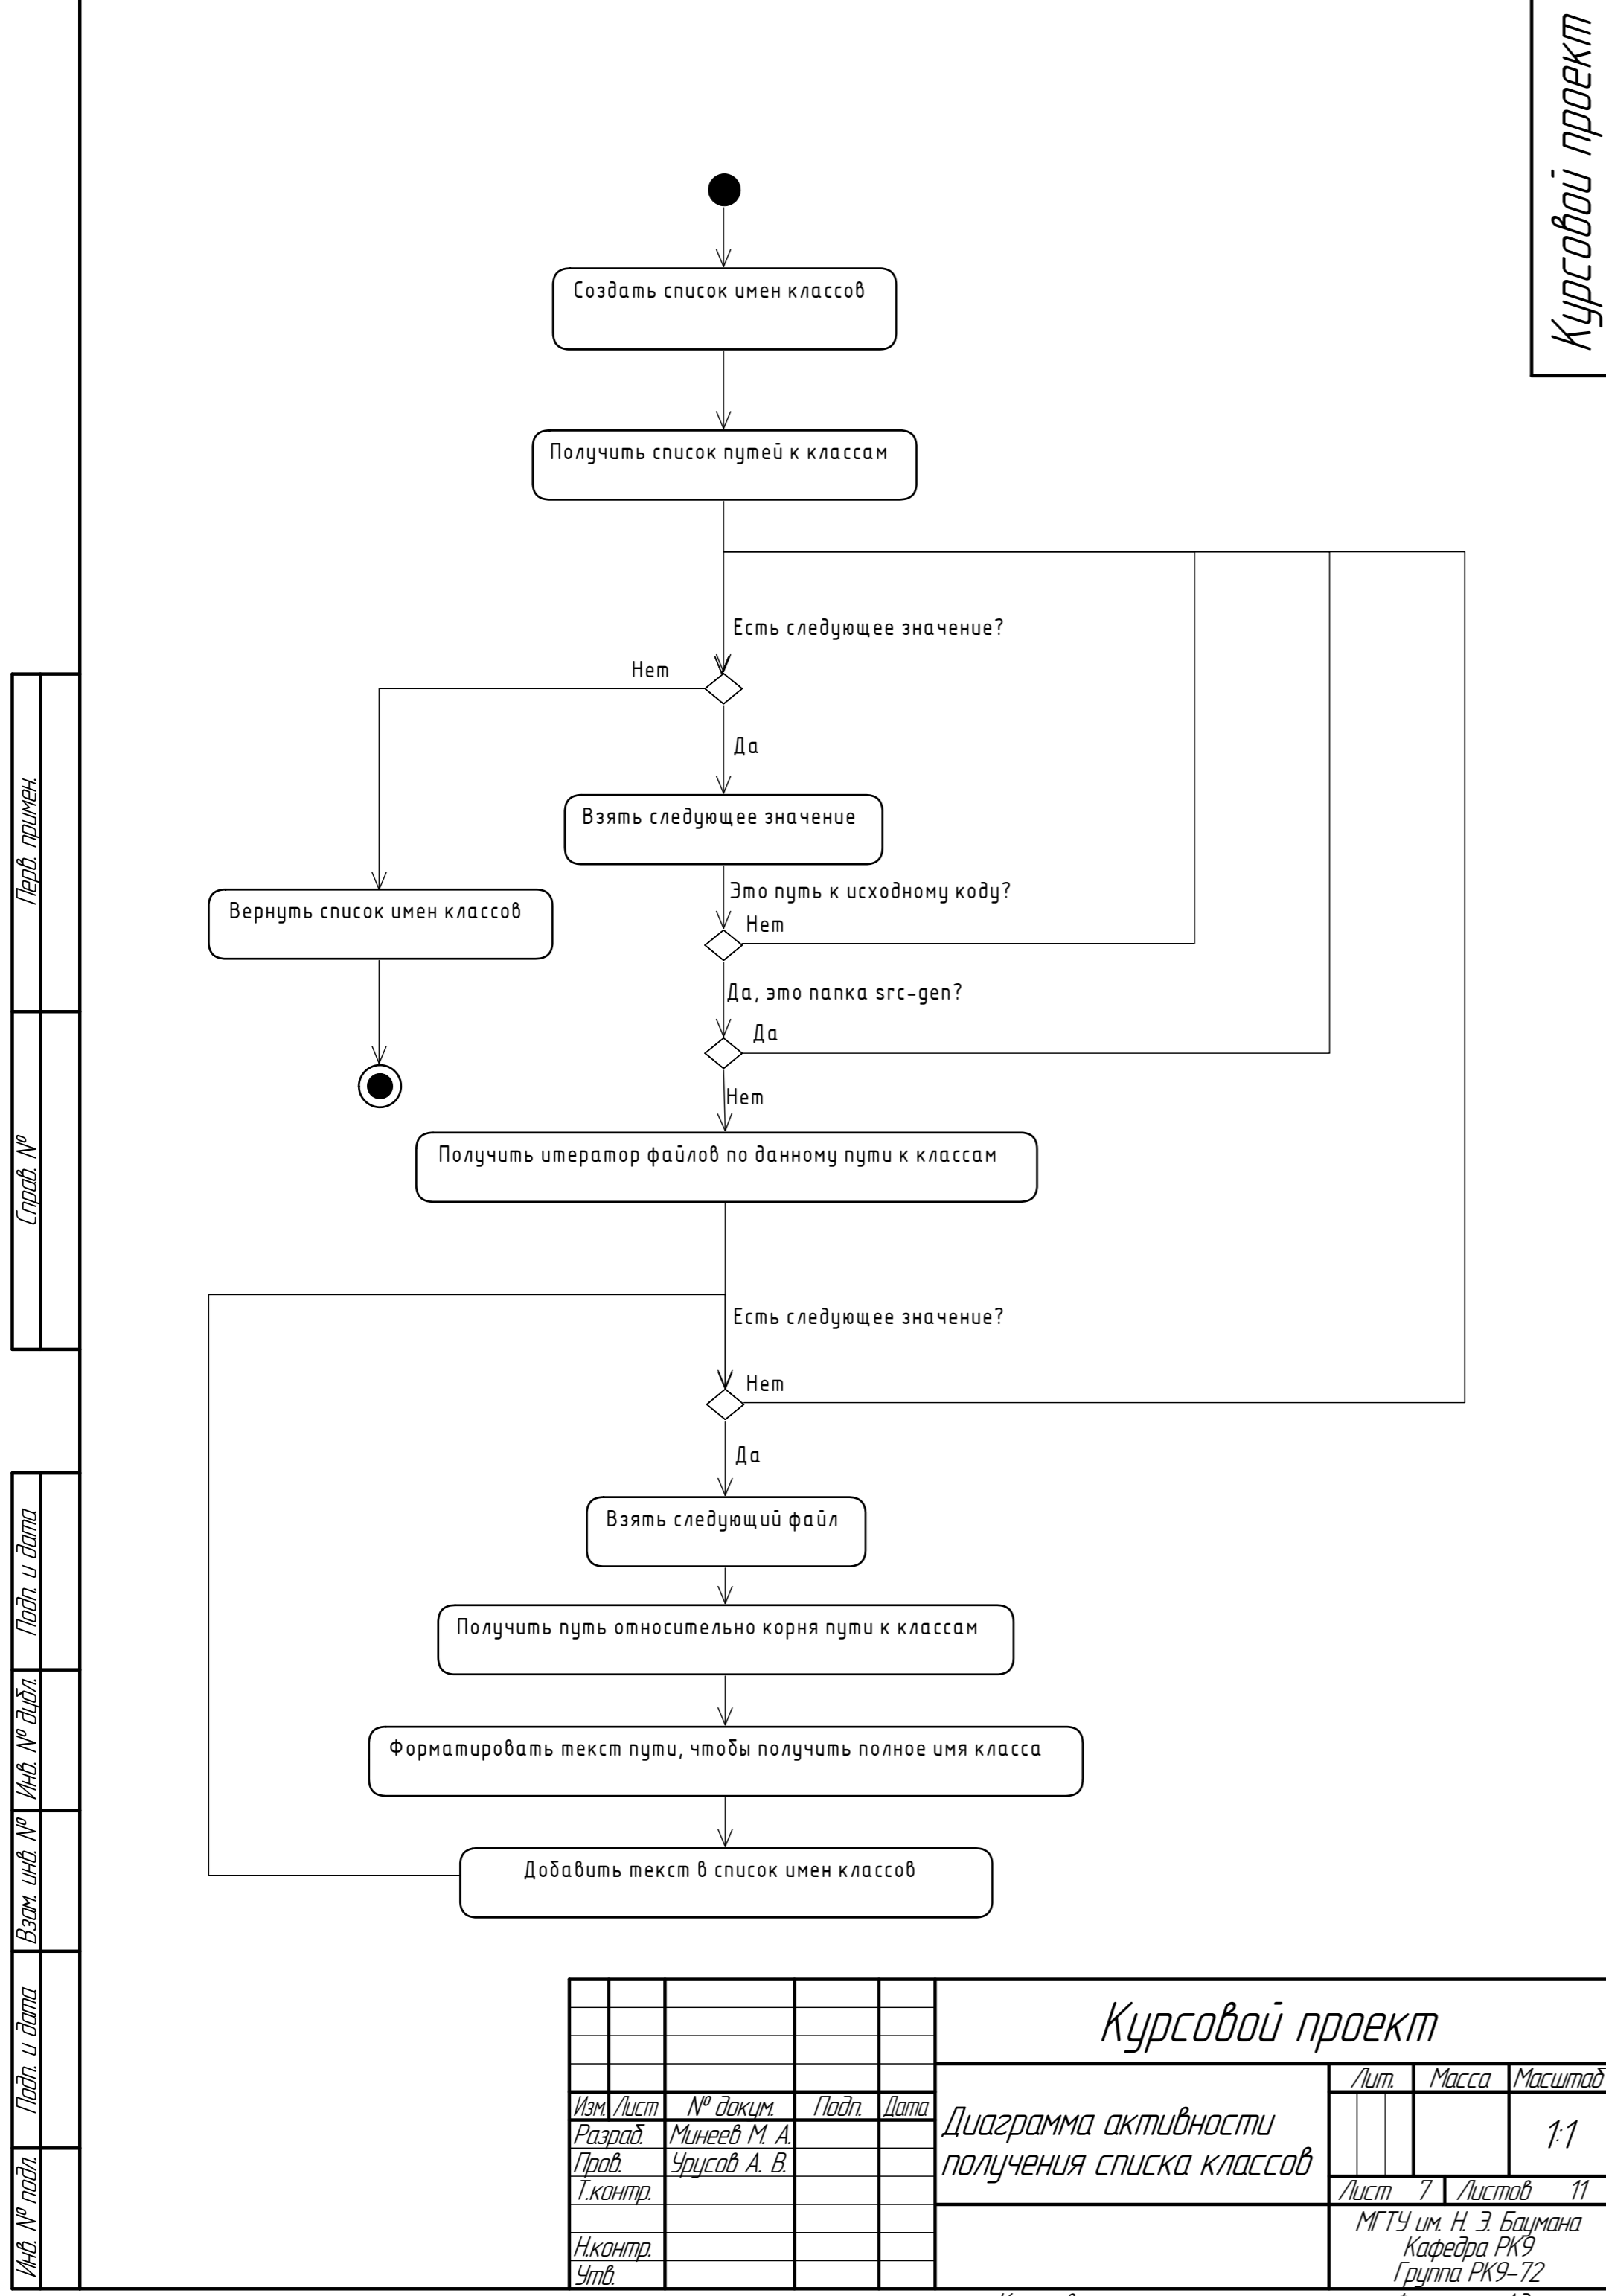 Курсовой проект
Создать список имен классов
Получить список путей к классам
Есть следующее значение?
Нет
Да
Взять следующее значение
Это путь к исходному коду?
Вернуть список имен классов
Нет
Да, это папка src-gen?
Да
Нет
Получить итератор файлов по данному пути к классам
Есть следующее значение?
Нет
Да
Взять следующий файл
Получить путь относительно корня пути к классам
Форматировать текст пути, чтобы получить полное имя класса
Добавить текст в список имен классов
Перв. примен.
Справ. №
Подп. и дата
Инв. № дубл.
Взам. инв. №
Подп. и дата
Инв. № подл.
Курсовой проект
Лит. Масса Масштаб
Изм. Лист № докум. Подп. Дата
Диаграмма активности
получения списка классов
1:1
Разраб. Минеев М. А.
Пров. Урусов А. В.
Т.контр.
Лист 7 Листов 11
Н.контр.
Утв.
МГТУ им. Н. Э. Баумана
Кафедра РК9
Группа РК9-72